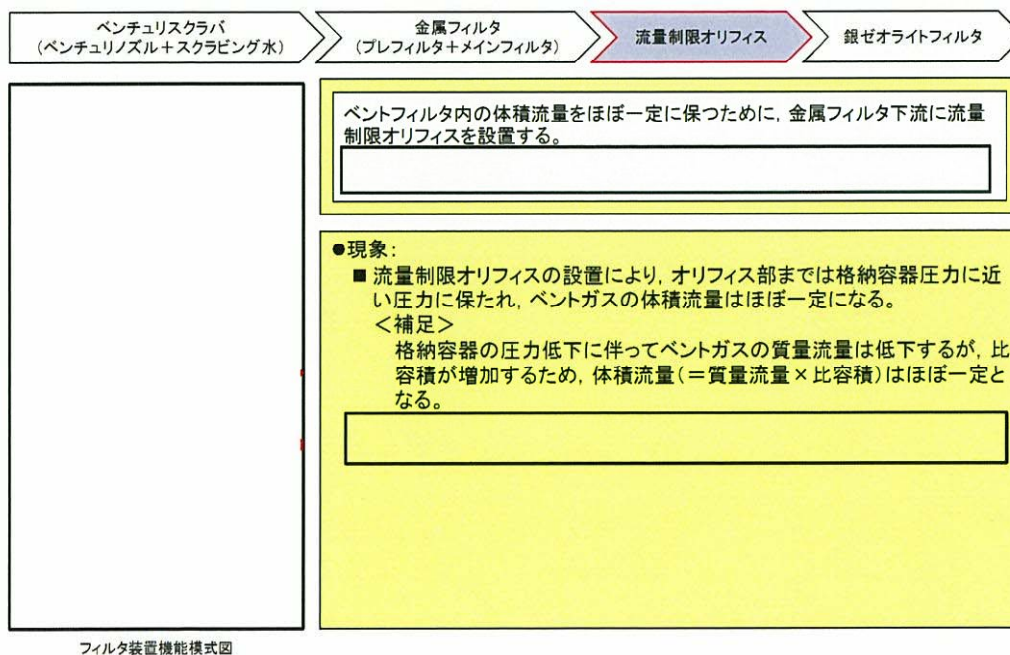 ベンチュリスクラバ
(ベンチュリノズル+スクラビング水)
金属フィルタ
(プレフィルタ+メインフィルタ)
流量制限オリフィス
銀ゼオライトフィルタ
ベントフィルタ内の体積流量をほぼ一定に保つために，金属フィルタ下流に流量
制限オリフィスを設置する。
●現象：
■ 流量制限オリフィスの設置により，オリフィス部までは格納容器圧力に近
い圧力に保たれ，ベントガスの体積流量はほぼ一定になる。
＜補足＞
格納容器の圧力低下に伴ってベントガスの質量流量は低下するが，比
容積が増加するため，体積流量(＝質量流量×比容積)はほぼ一定と
なる。
フィルタ装置機能模式図